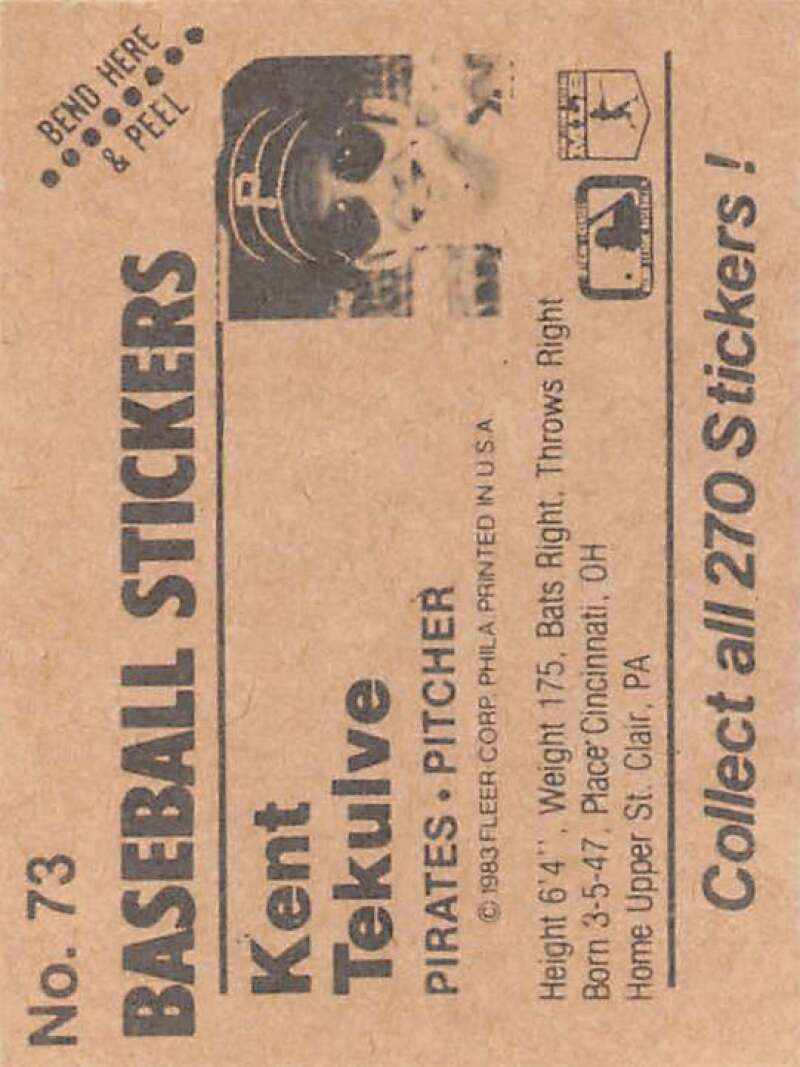 No. 73
BEND HERE
& PEEL
BASEBALL STICKERS
Kent
Tekulve
PIRATES • PITCHER
© 1983 FLEER CORP. PHILA. PRINTED IN U S A
Height 6'4'', Weight 175, Bats Right, Throws Right
Born 3-5-47, Place Cincinnati, OH
Home Upper St. Clair, PA
Collect all 270 Stickers!
P